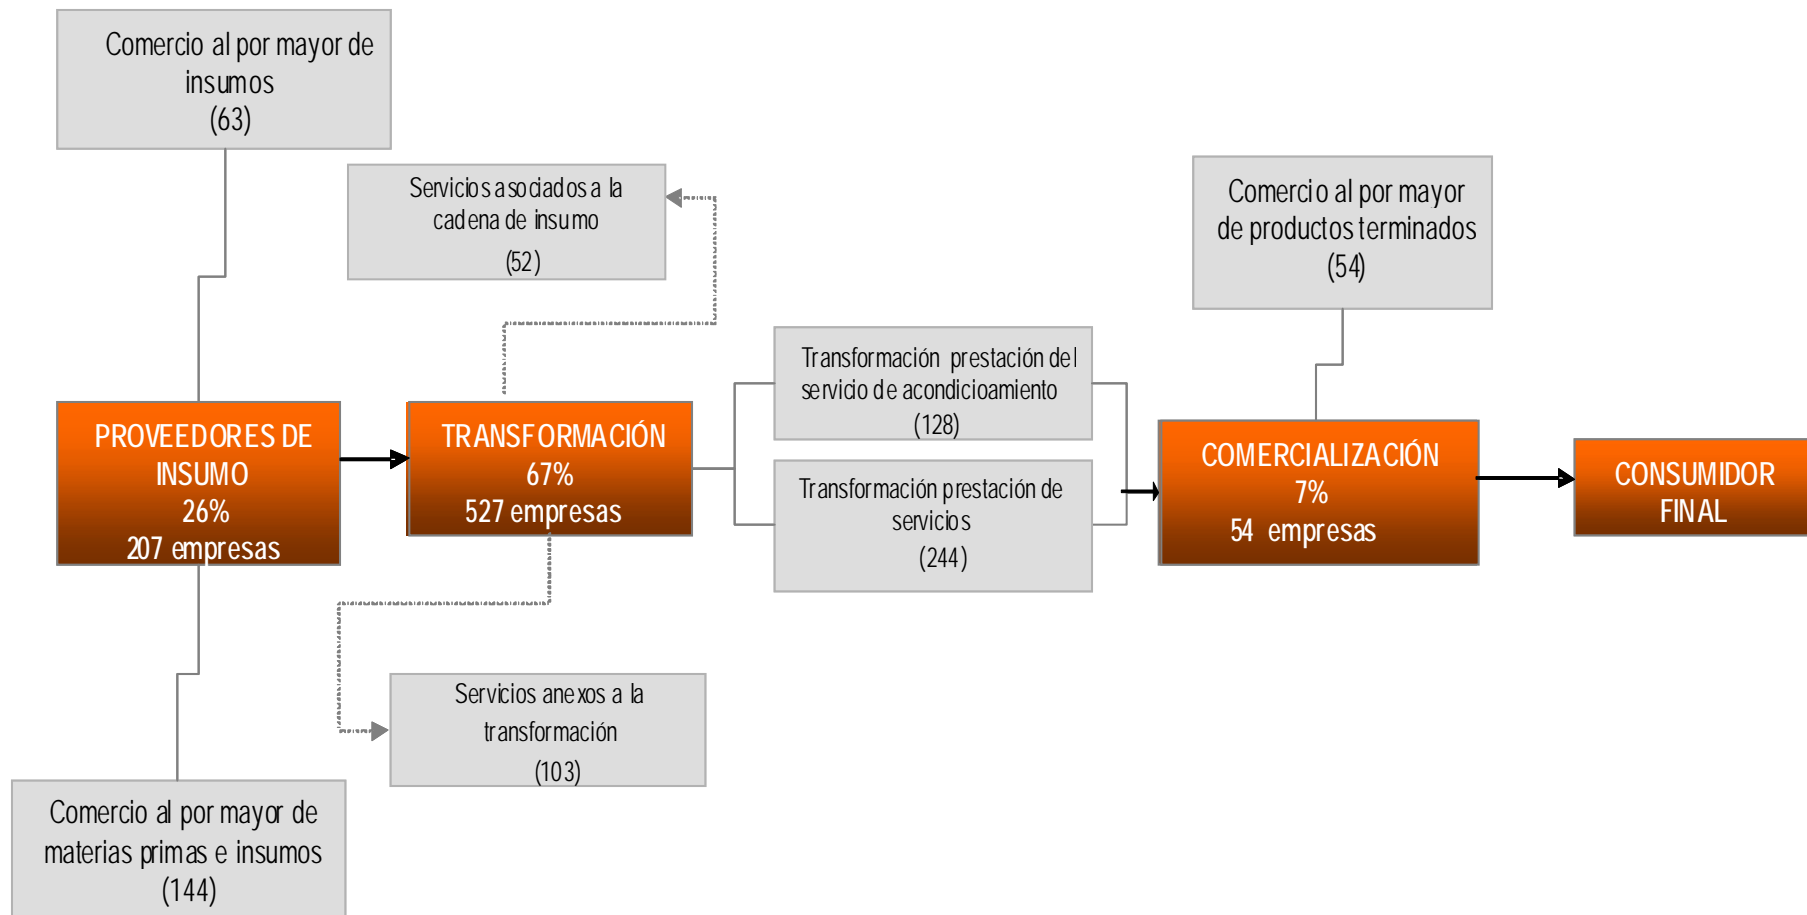 Comercio al por mayor de
insumos
(63)
Servicios asociados a la
cadena de insumo
(52)
Comercio al por mayor
de productos terminados
(54)
PROVEEDORES DE
INSUMO
26%
207 empresas
TRANSFORMACIÓN
67%
527 empresas
Transformación prestación del
servicio de acondicioamiento
(128)
Transformación prestación de
servicios
(244)
COMERCIALIZACIÓN
7%
54 empresas
CONSUMIDOR
FINAL
Servicios anexos a la
transformación
(103)
Comercio al por mayor de
materias primas e insumos
(144)